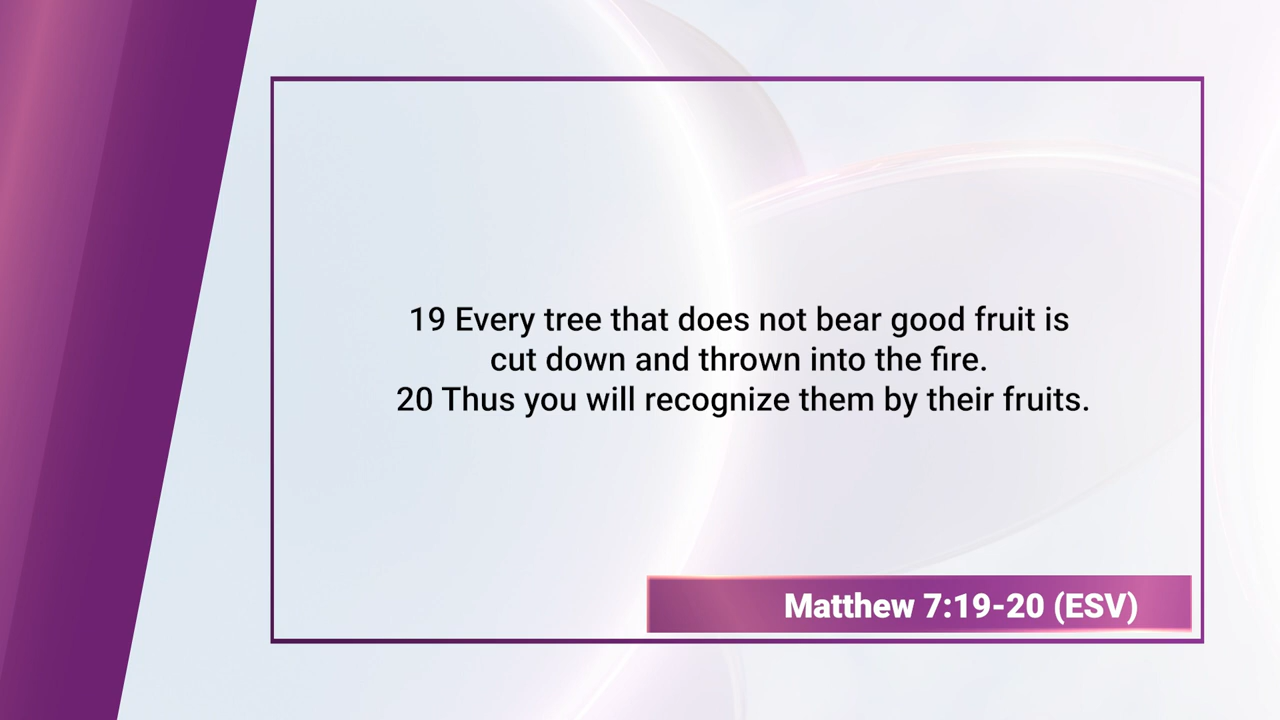 19 Every tree that does not bear good fruit is
cut down and thrown into the fire.
20 Thus you will recognize them by their fruits.
Matthew 7:19-20 (ESV)